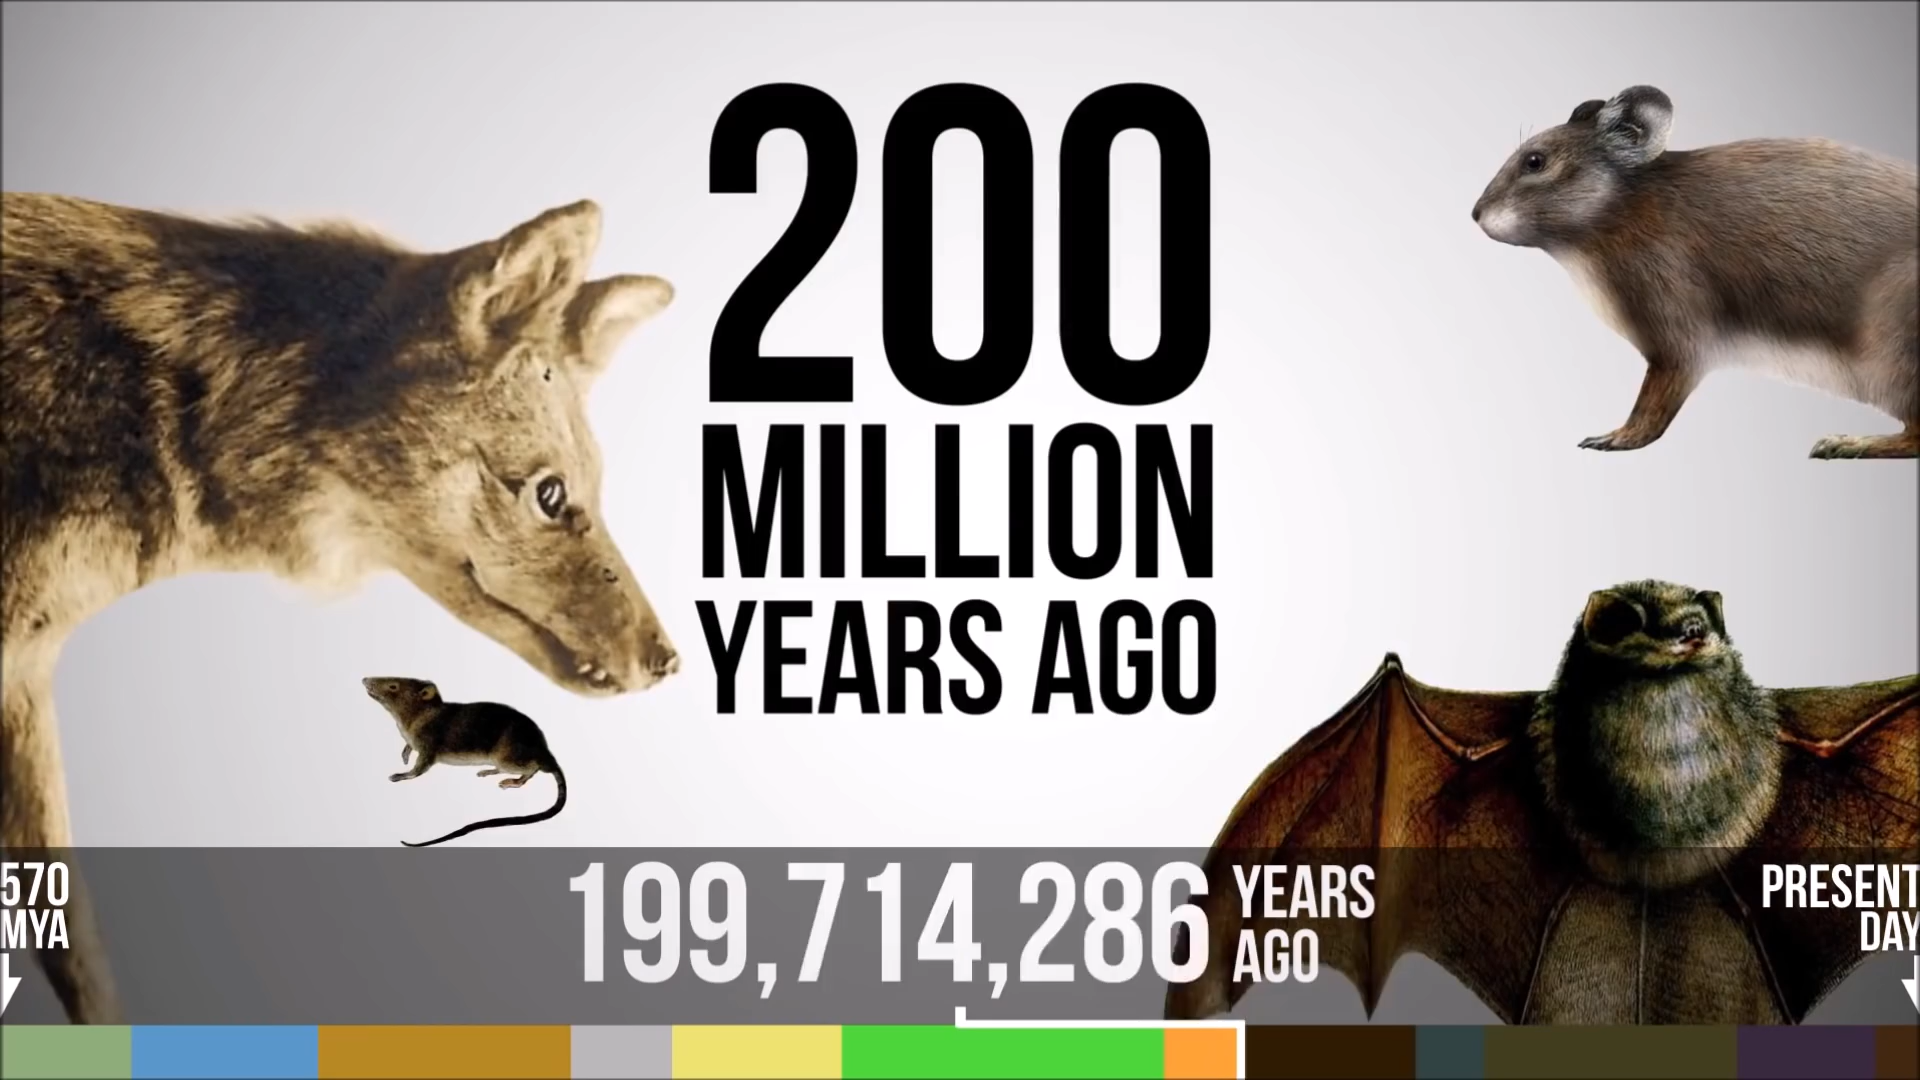 200
MILLION
YEARS AGO
570
MYA
199,714,286
YEARS
AGO
PRESENT
DAY